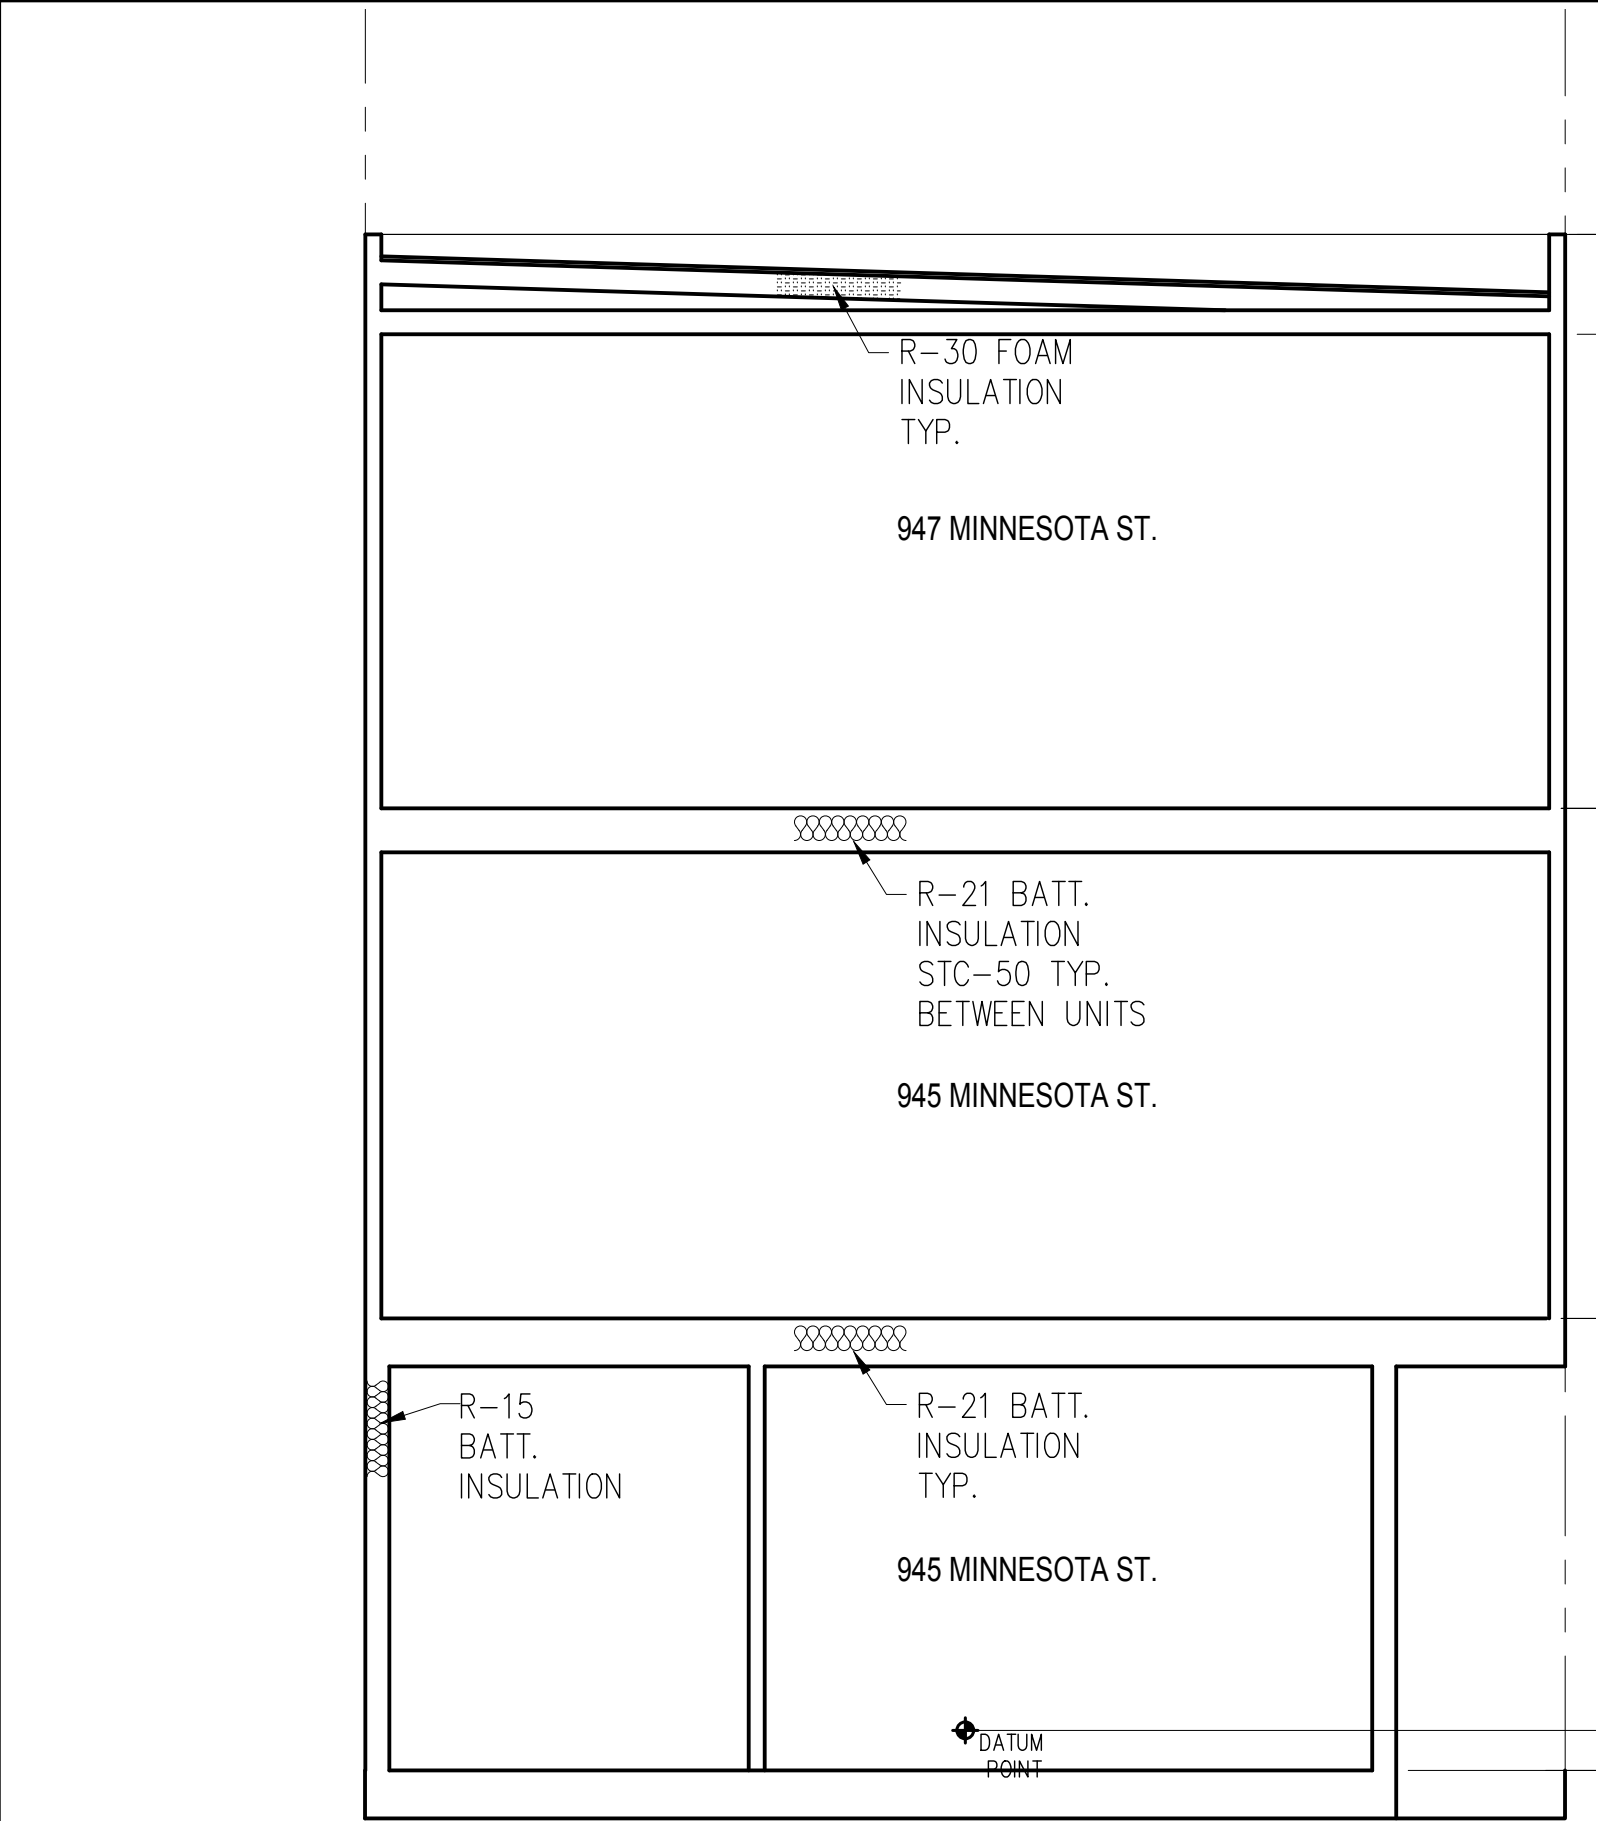 R-30 FOAM
INSULATION
TYP.
947 MINNESOTA ST.
R-21 BATT.
INSULATION
STC-50 TYP.
BETWEEN UNITS
945 MINNESOTA ST.
R-15
BATT.
INSULATION
R-21 BATT.
INSULATION
TYP.
945 MINNESOTA ST.
DATUM
POINT